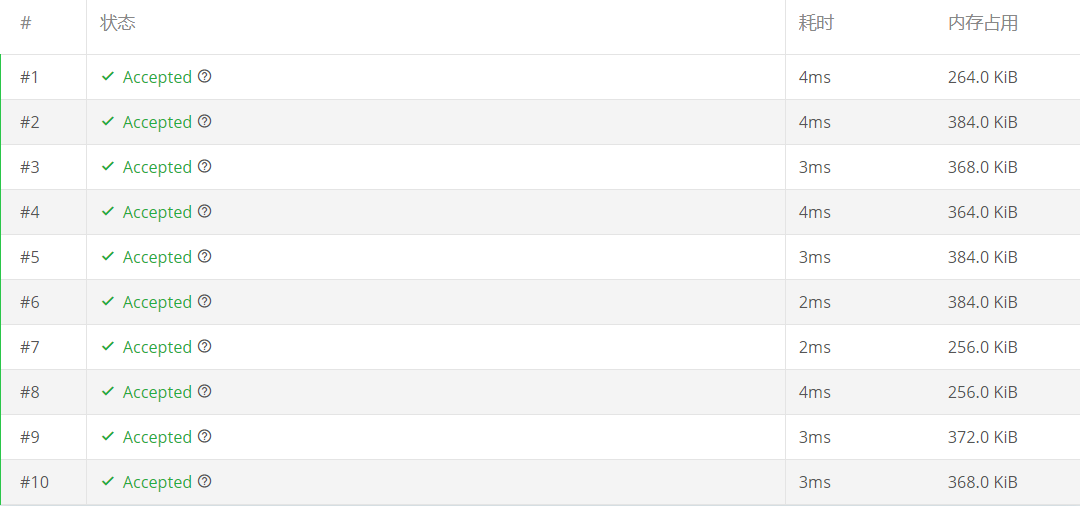 # 状态 耗时 内存占用
#1 Accepted 4ms 264.0 KiB
#2 Accepted 4ms 384.0 KiB
#3 Accepted 3ms 368.0 KiB
#4 Accepted 4ms 364.0 KiB
#5 Accepted 3ms 384.0 KiB
#6 Accepted 2ms 384.0 KiB
#7 Accepted 2ms 256.0 KiB
#8 Accepted 4ms 256.0 KiB
#9 Accepted 3ms 372.0 KiB
#10 Accepted 3ms 368.0 KiB